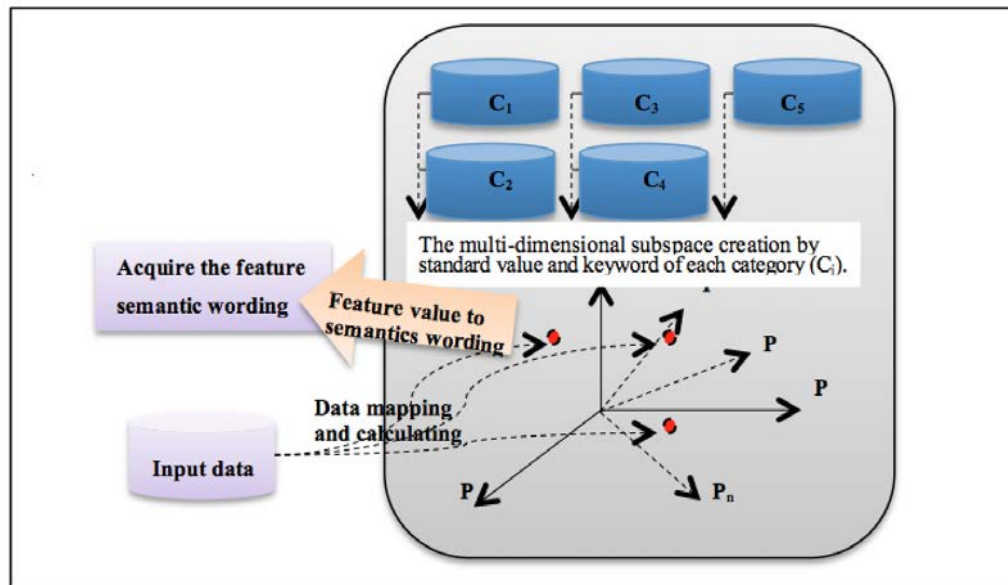 C1
C3
C5
C2
C4
The multi-dimensional subspace creation by
standard value and keyword of each category (Ci).
Acquire the feature
semantic wording
Feature value to
semantics wording
P
P
Data mapping
and calculating
Input data
P
Pn